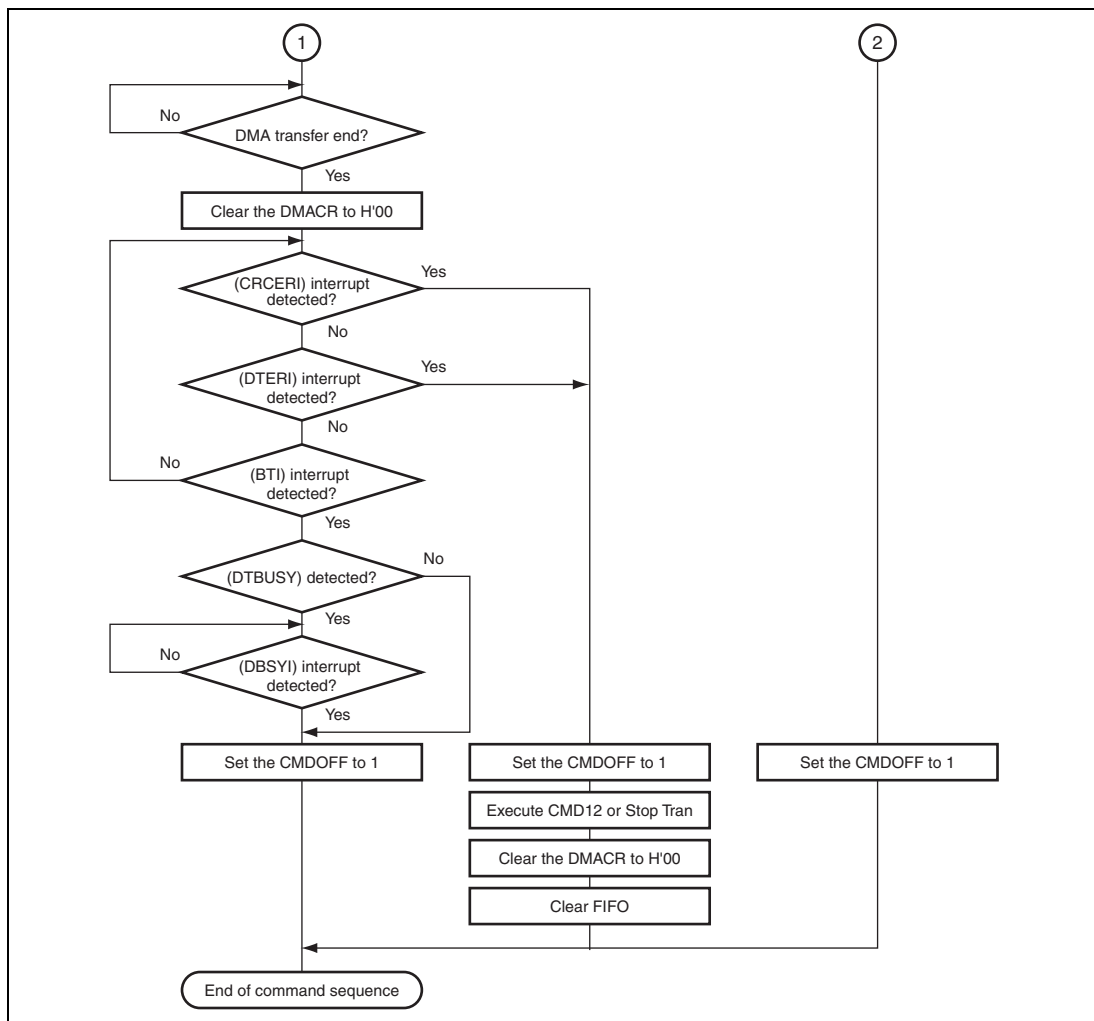 1
2
No
DMA transfer end?
Yes
Clear the DMACR to H'00
(CRCERI) interrupt
detected?
Yes
No
(DTERI) interrupt
detected?
Yes
No
No
(BTI) interrupt
detected?
Yes
(DTBUSY) detected?
No
Yes
No
(DBSYI) interrupt
detected?
Yes
Set the CMDOFF to 1
Set the CMDOFF to 1
Set the CMDOFF to 1
Execute CMD12 or Stop Tran
Clear the DMACR to H'00
Clear FIFO
End of command sequence